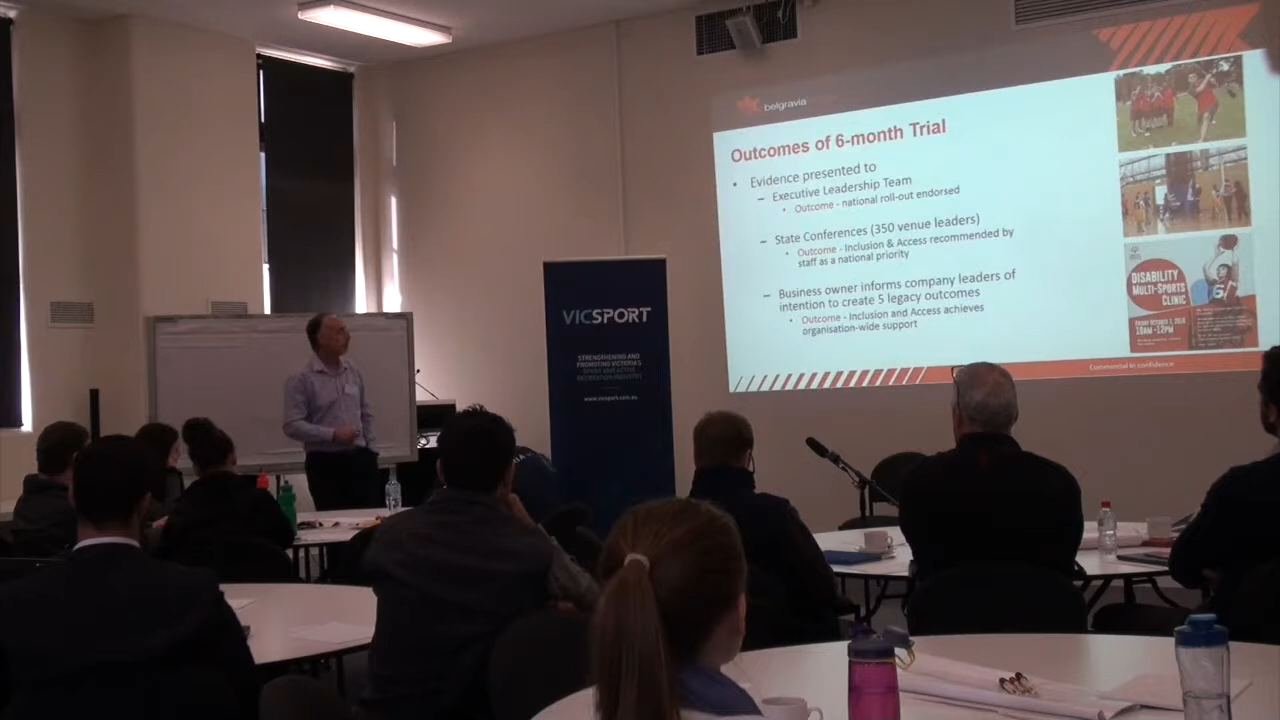 belgravia
Outcomes of 6-month Trial
• Evidence presented to
– Executive Leadership Team
• Outcome - national roll-out endorsed
– State Conferences (350 venue leaders)
• Outcome - Inclusion & Access recommended by
staff as a national priority
– Business owner informs company leaders of
intention to create 5 legacy outcomes
• Outcome - Inclusion and Access achieves
organisation-wide support
DISABILITY
MULTI-SPORTS
CLINIC
10AM-12PM
Commercial in confidence
VICSPORT
STRENGTHENING AND
PROMOTING VICTORIA'S
SPORT AND ACTIVE
RECREATION INDUSTRY
www.vicsport.com.au